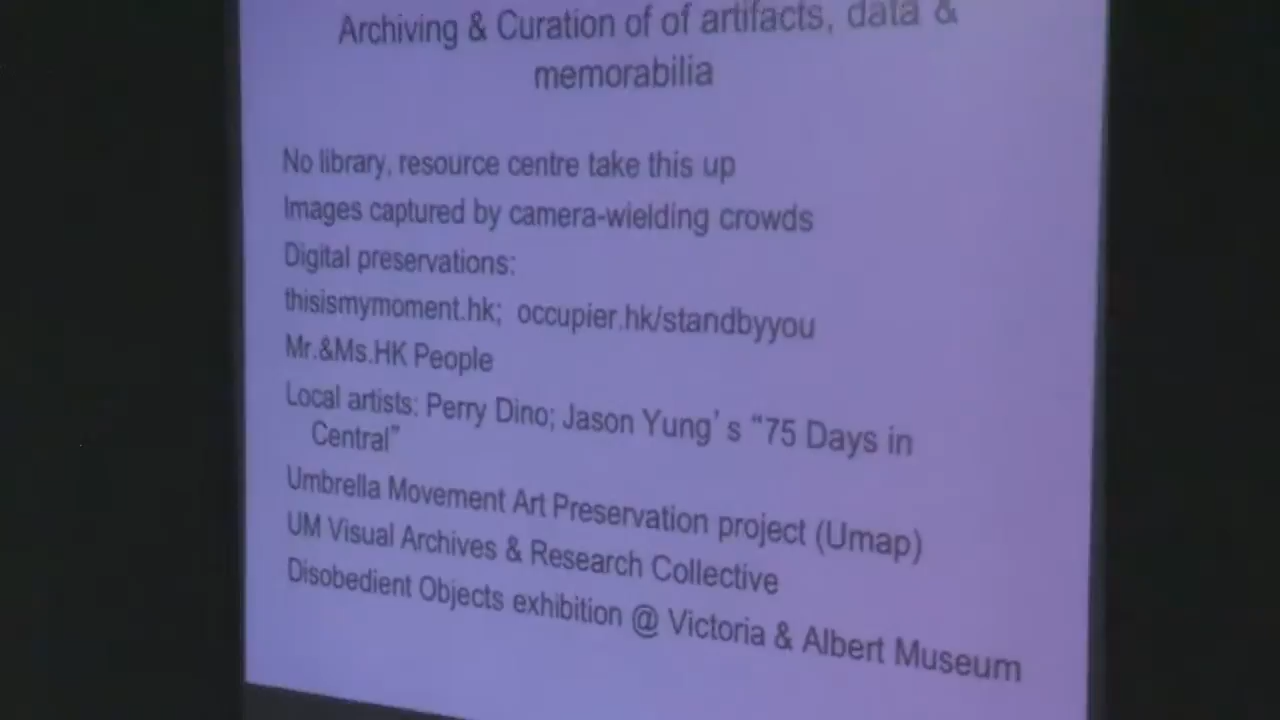 Archiving & Curation of of artifacts, data &
memorabilia
No library, resource centre take this up
Images captured by camera-wielding crowds
Digital preservations:
thisismymoment.hk; occupier.hk/standbyyou
Mr.&Ms.HK People
Local artists: Perry Dino; Jason Yung's “75 Days in
Central”
Umbrella Movement Art Preservation project (Umap)
UM Visual Archives & Research Collective
Disobedient Objects exhibition @ Victoria & Albert Museum